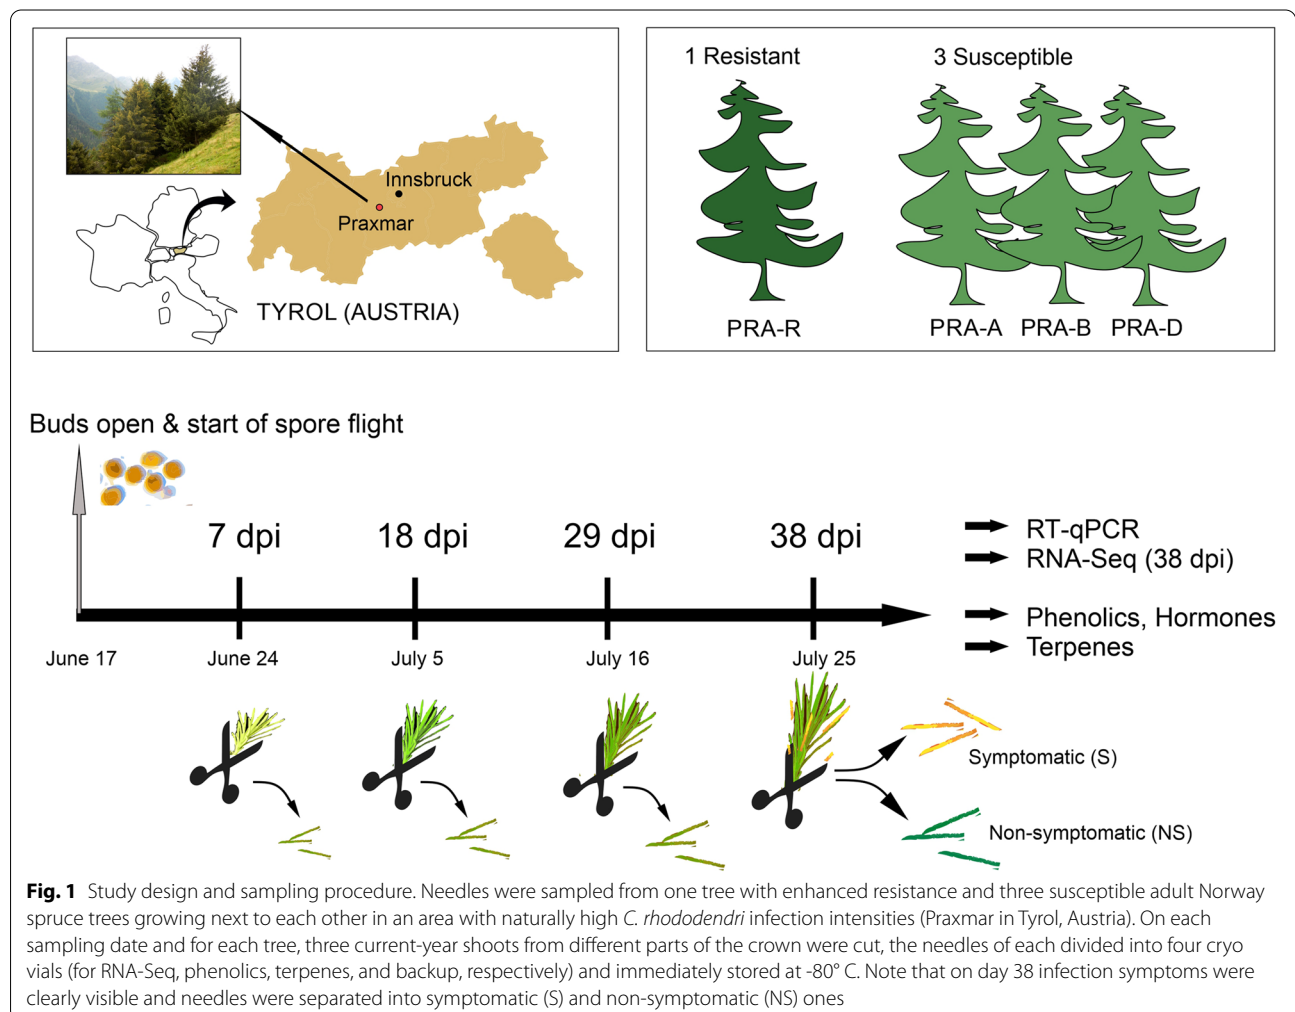 Innsbruck
Praxmar
TYROL (AUSTRIA)
1 Resistant
3 Susceptible
PRA-R
PRA-A PRA-B PRA-D
Buds open & start of spore flight
7 dpi
18 dpi
29 dpi
38 dpi
June 17
June 24
July 5
July 16
July 25
RT-qPCR
RNA-Seq (38 dpi)
Phenolics, Hormones
Terpenes
Symptomatic (S)
Non-symptomatic (NS)
Fig. 1 Study design and sampling procedure. Needles were sampled from one tree with enhanced resistance and three susceptible adult Norway
spruce trees growing next to each other in an area with naturally high C. rhododendri infection intensities (Praxmar in Tyrol, Austria). On each
sampling date and for each tree, three current-year shoots from different parts of the crown were cut, the needles of each divided into four cryo
vials (for RNA-Seq, phenolics, terpenes, and backup, respectively) and immediately stored at -80° C. Note that on day 38 infection symptoms were
clearly visible and needles were separated into symptomatic (S) and non-symptomatic (NS) ones